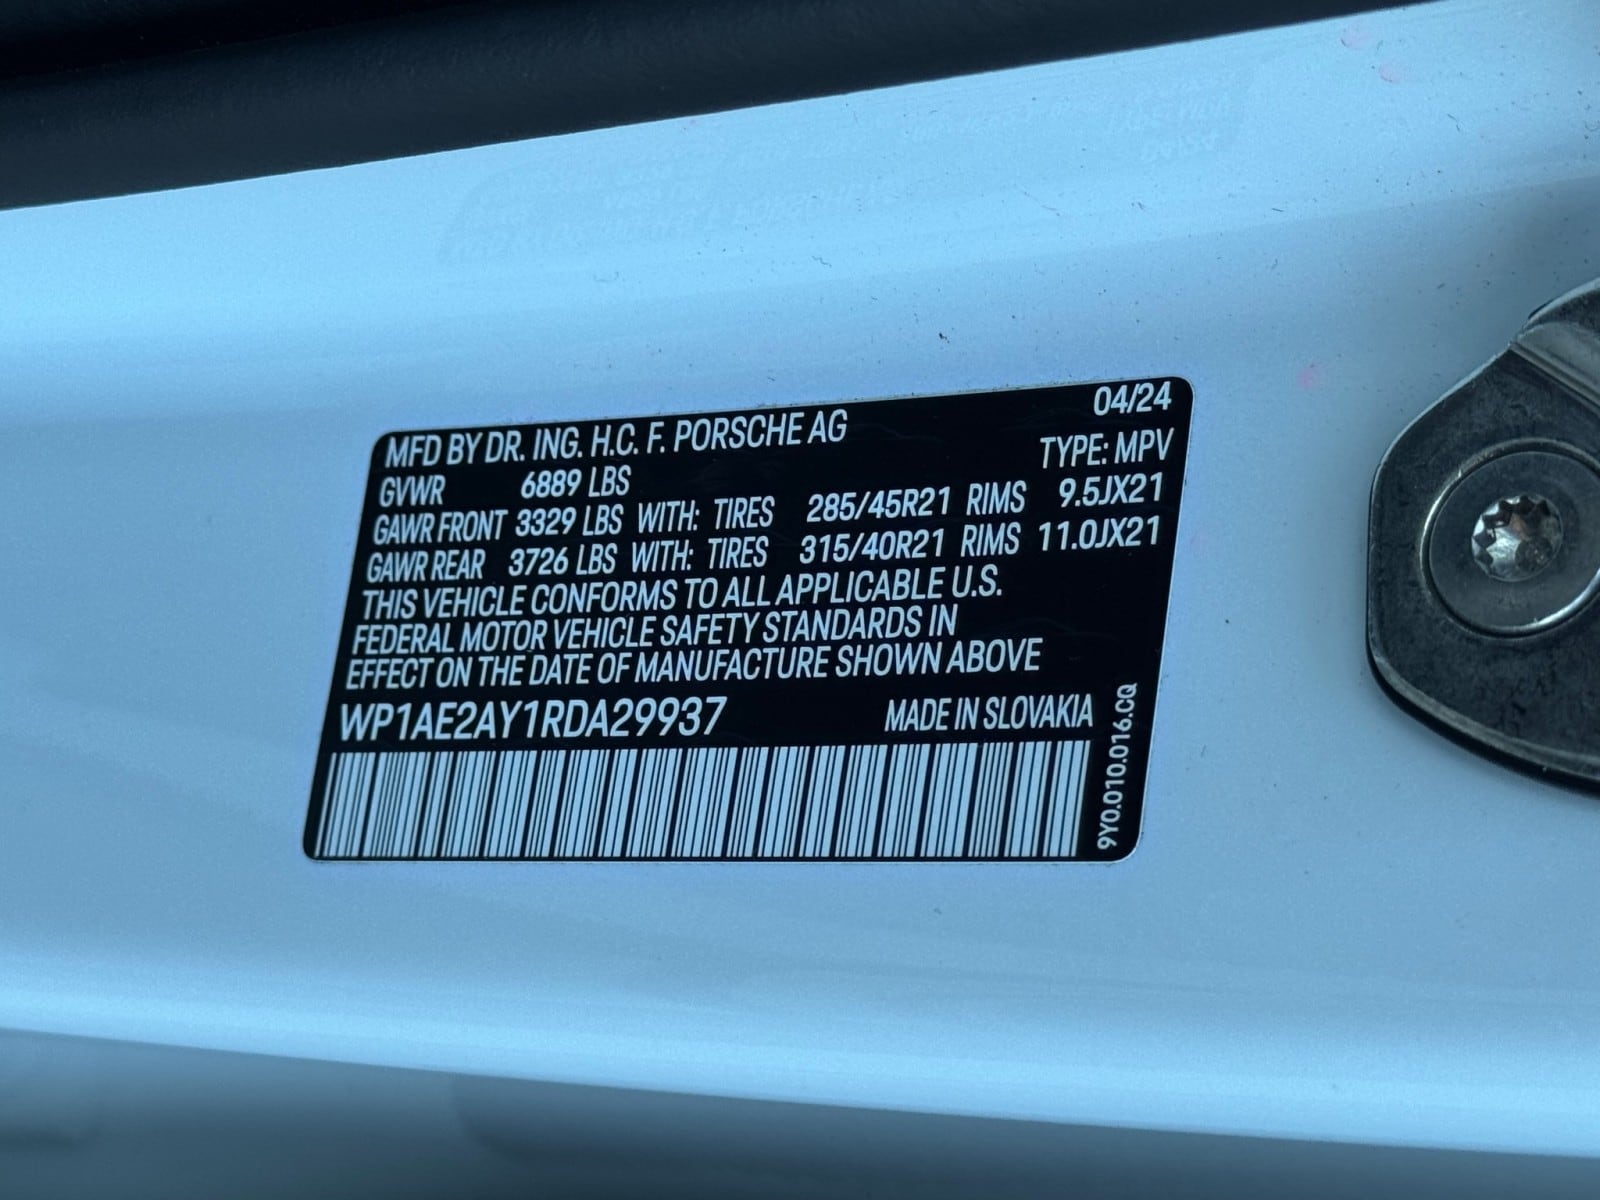 MFD BY DR. ING. H.C. F. PORSCHE AG 04/24
GVWR 6889 LBS TYPE: MPV
GAWR FRONT 3329 LBS WITH: TIRES 285/45R21 RIMS 9.5JX21
GAWR REAR 3726 LBS WITH: TIRES 315/40R21 RIMS 11.0JX21
THIS VEHICLE CONFORMS TO ALL APPLICABLE U.S.
FEDERAL MOTOR VEHICLE SAFETY STANDARDS IN
EFFECT ON THE DATE OF MANUFACTURE SHOWN ABOVE
WP1AE2AY1RDA29937 MADE IN SLOVAKIA
9Y0.010.016.CQ